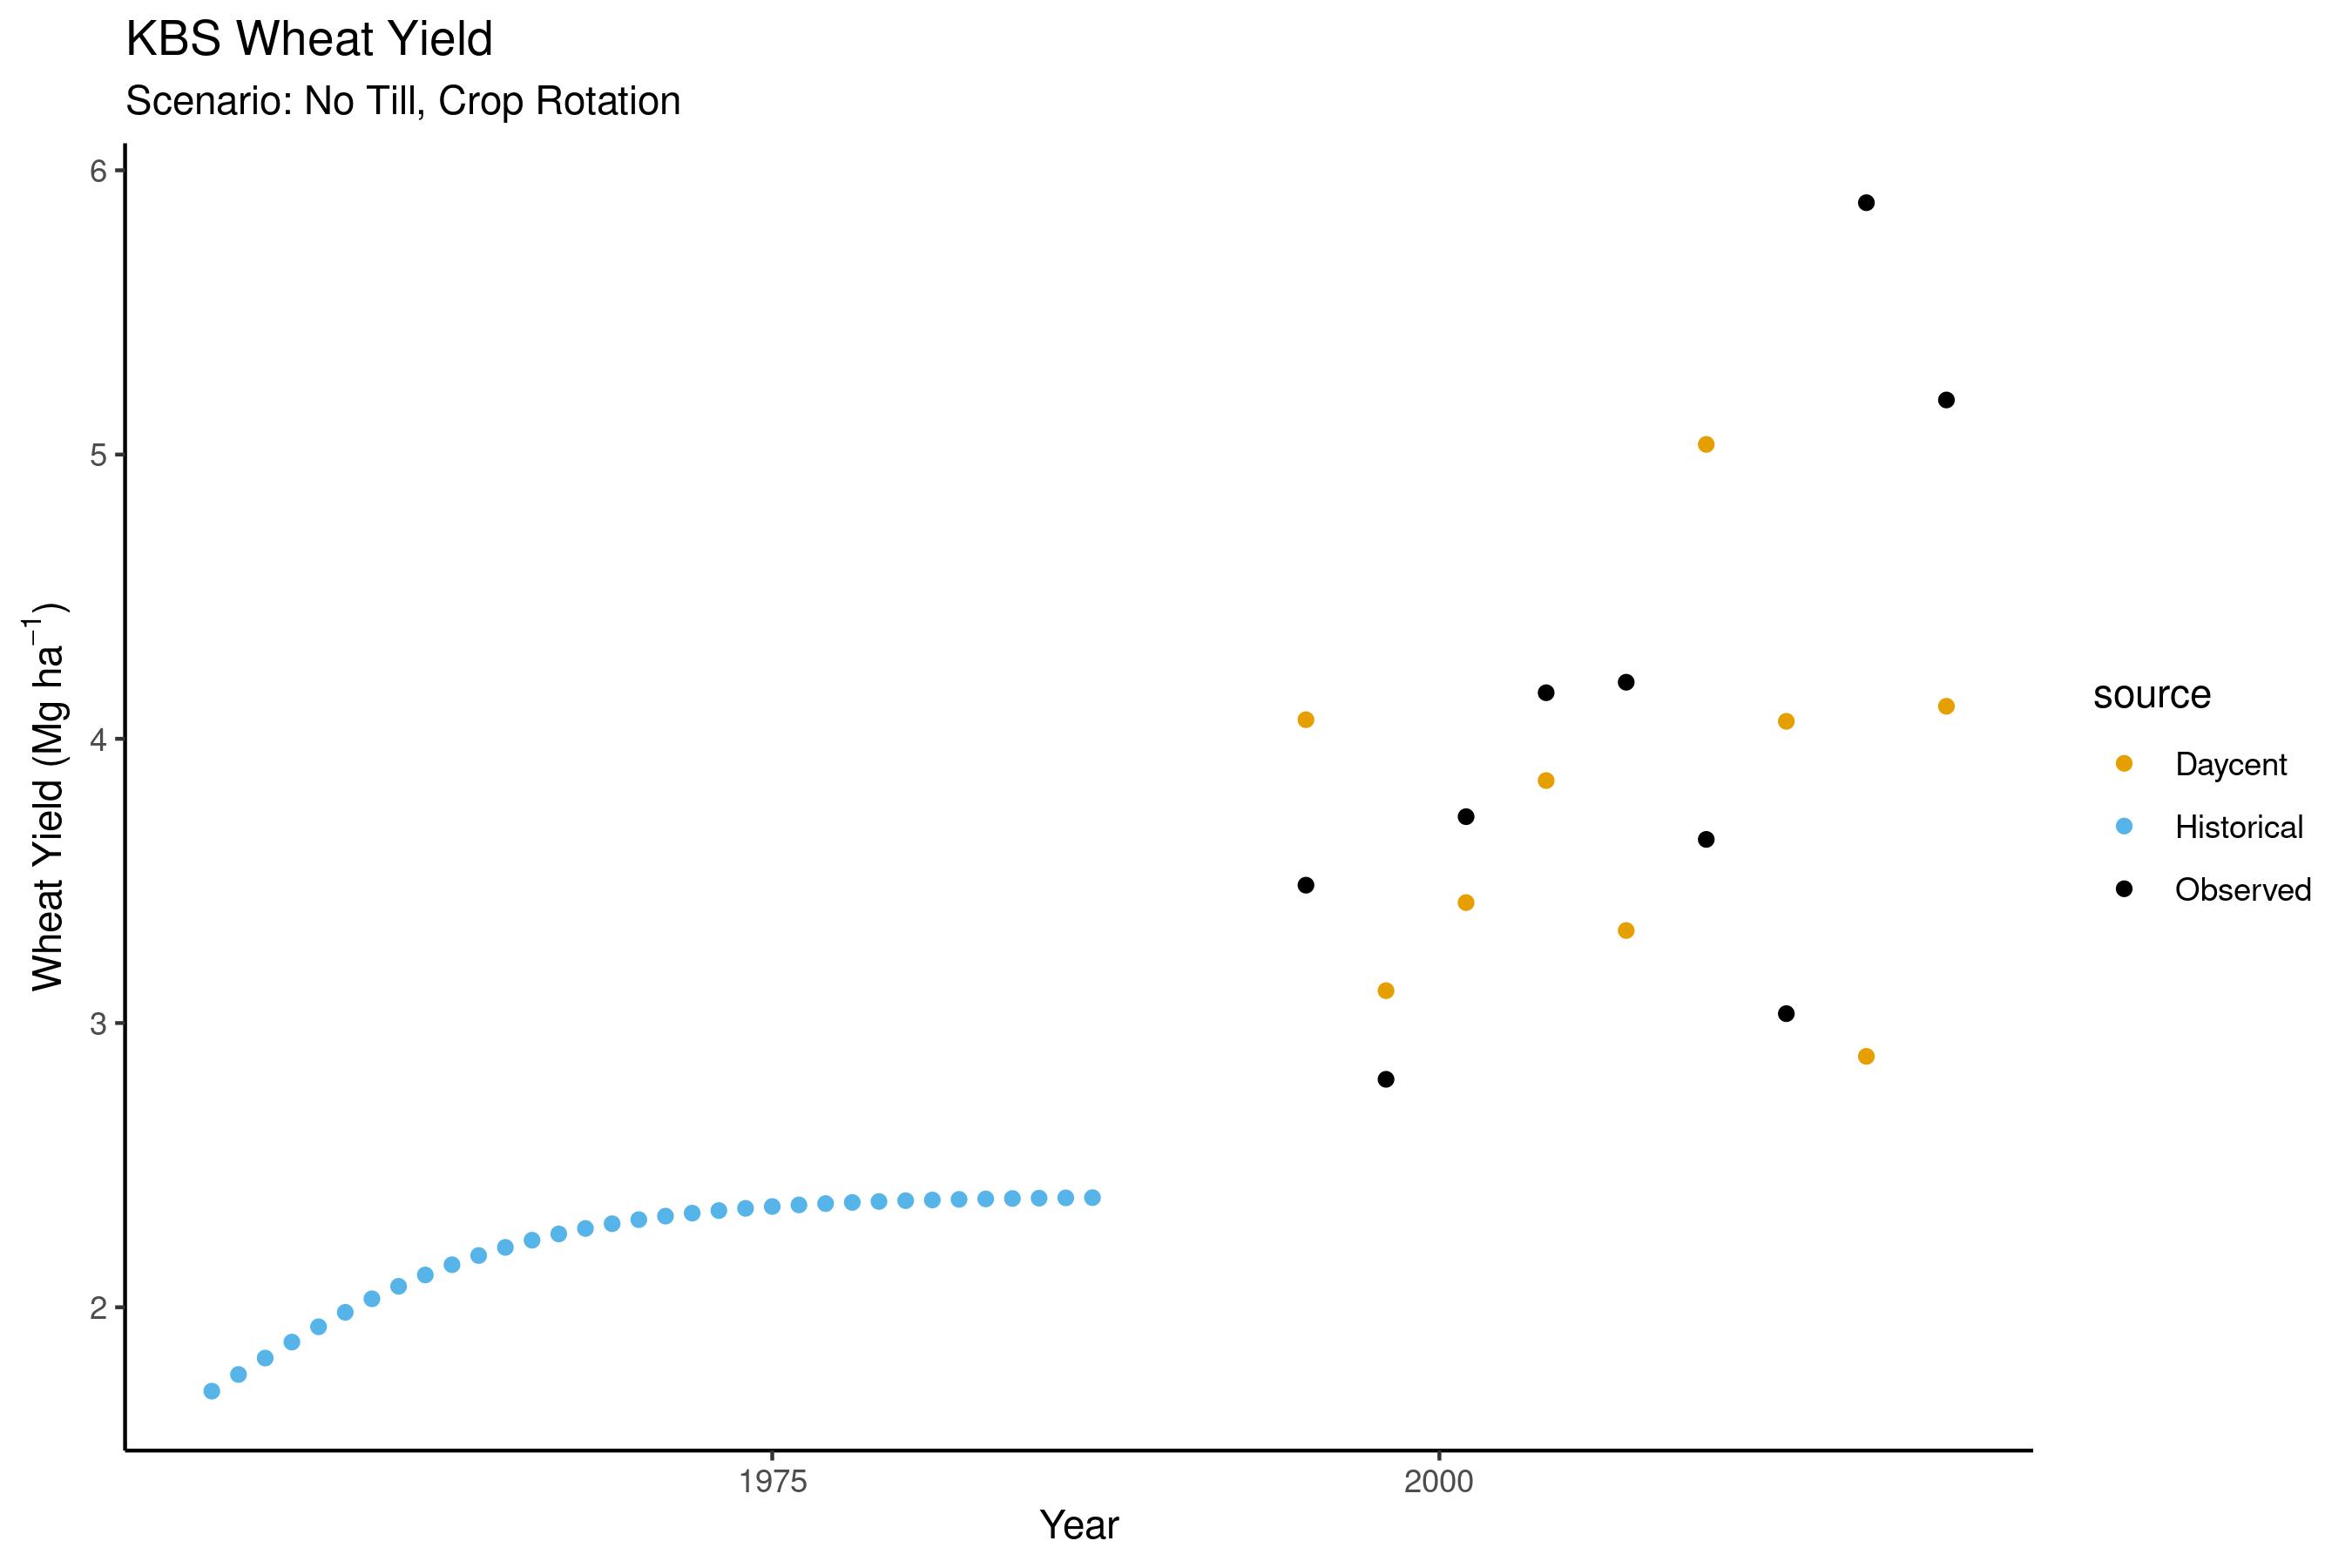 KBS Wheat Yield
Scenario: No Till, Crop Rotation
6
5
4
3
2
Wheat Yield (Mg ha⁻¹)
1975
2000
Year
source
Daycent
Historical
Observed